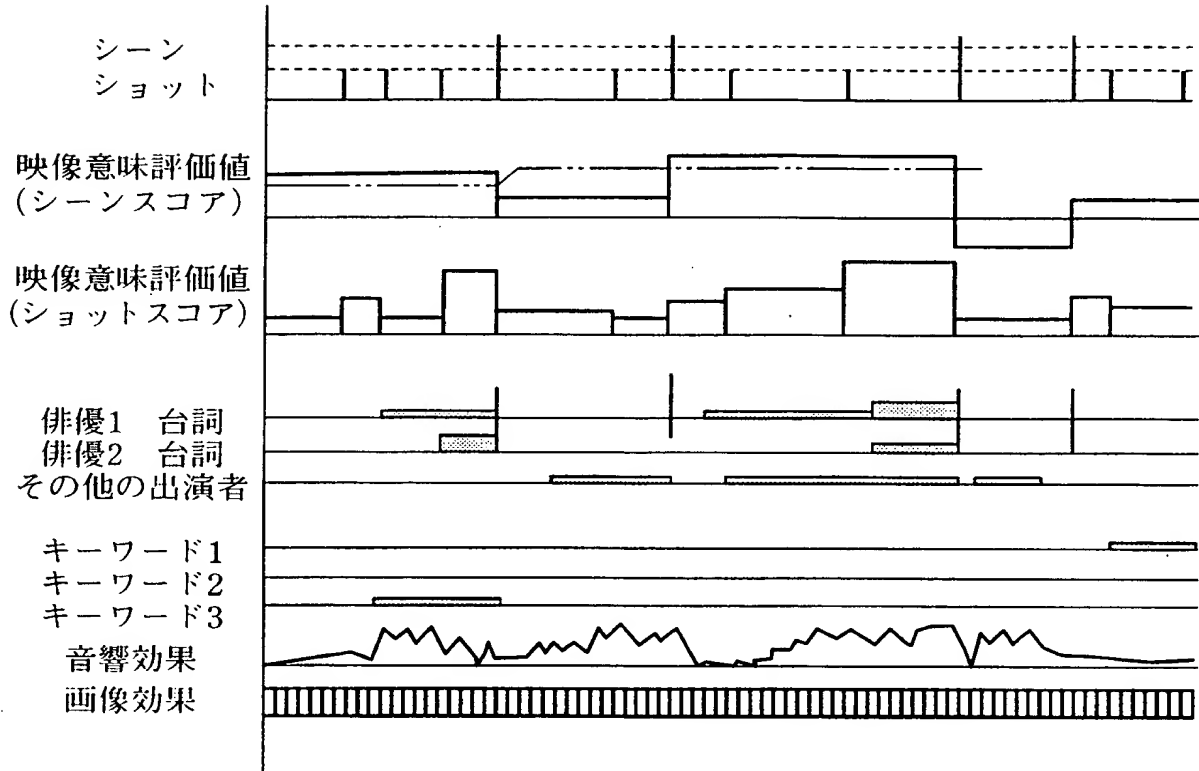 シーン
ショット
映像意味評価値
(シーンスコア)
映像意味評価値
(ショットスコア)
俳優1 台詞
俳優2 台詞
その他の出演者
キーワード1
キーワード2
キーワード3
音響効果
画像効果